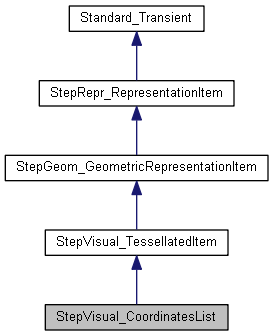 Standard_Transient
StepRepr_RepresentationItem
StepGeom_GeometricRepresentationItem
StepVisual_TessellatedItem
StepVisual_CoordinatesList